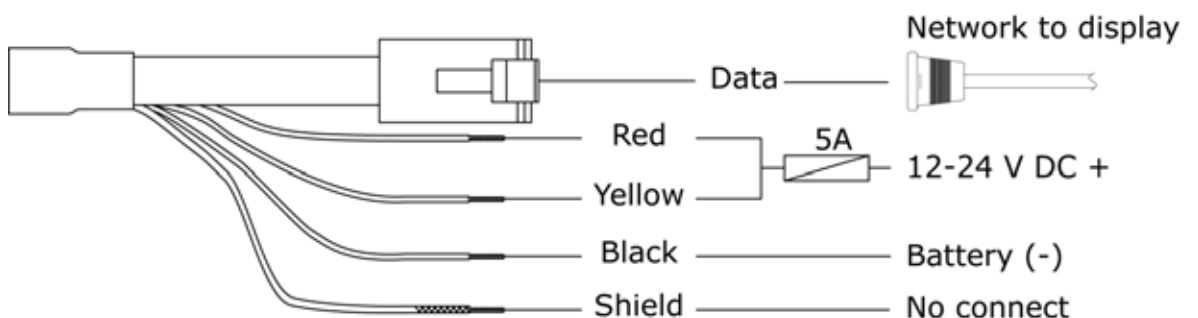 Network to display
Data
Red
5A
12-24 V DC +
Yellow
Black
Battery (-)
Shield
No connect